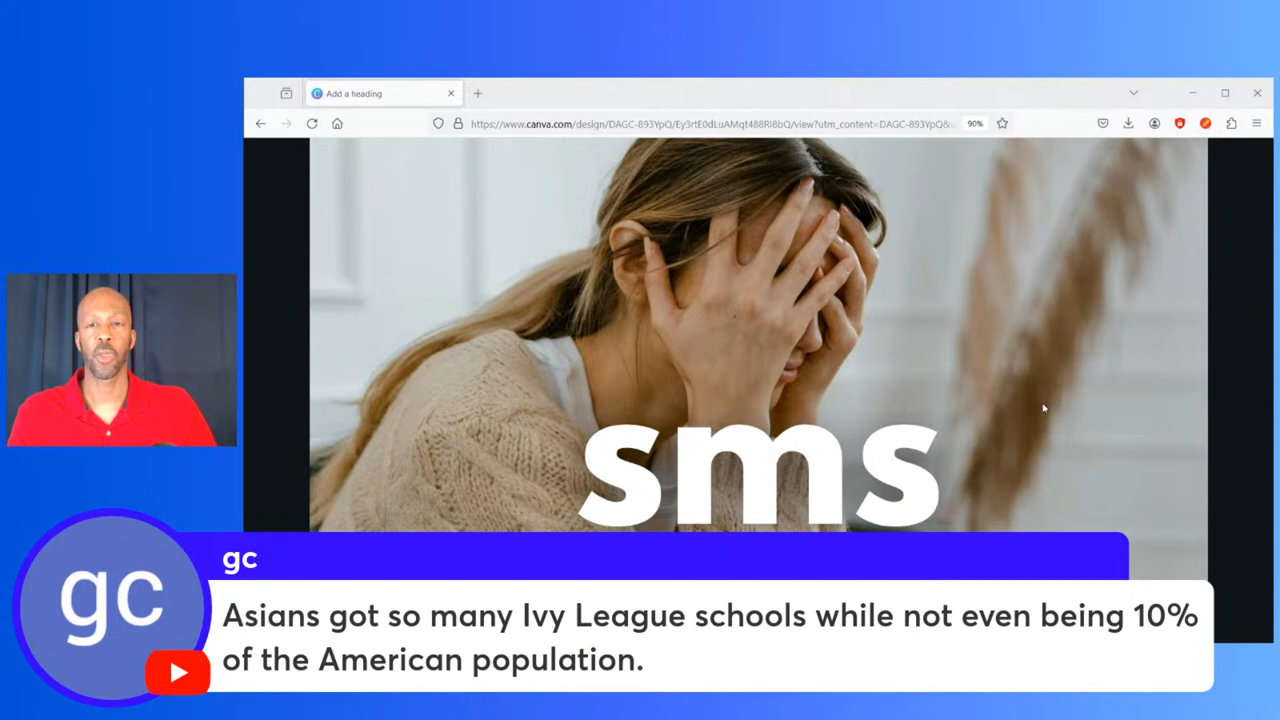 Add a heading
https://www.canva.com/design/DAGC-893YpQ/Ey3rtE0dLuAMqt488Rl8bQ/view?utm_content=DAGC-893YpQ&u
90%
sms
gc
gc
Asians got so many Ivy League schools while not even being 10%
of the American population.